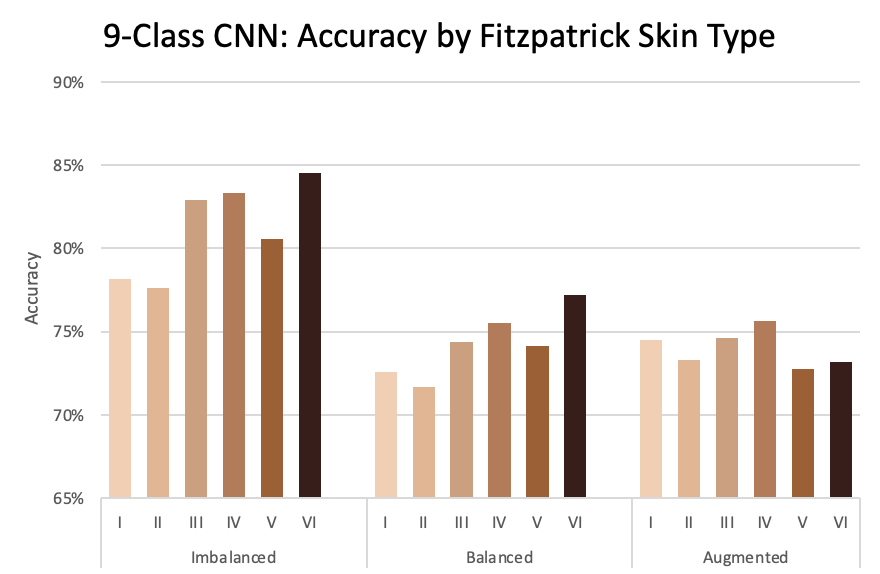 9-Class CNN: Accuracy by Fitzpatrick Skin Type
90%
85%
80%
75%
70%
65%
Accuracy
I II III IV V VI I II III IV V VI I II III IV V VI
Imbalanced Balanced Augmented